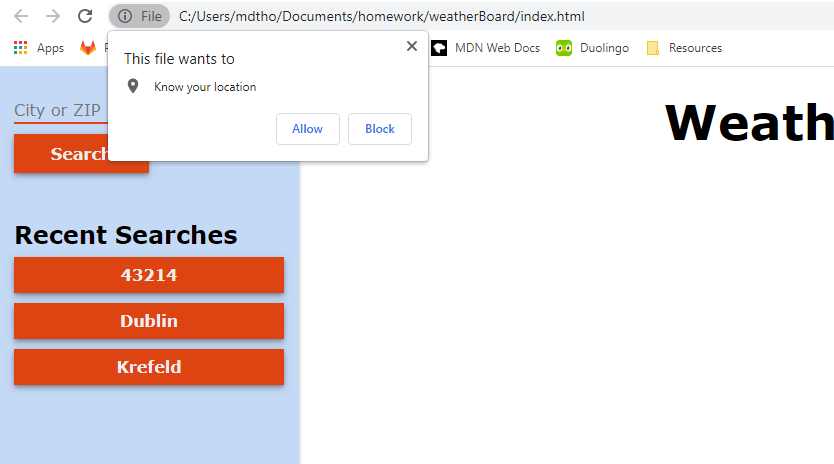 File C:/Users/mdtho/Documents/homework/weatherBoard/index.html
Apps MDN Web Docs Duolingo Resources
This file wants to
Know your location
Allow Block
City or ZIP
Search
Weath
Recent Searches
43214
Dublin
Krefeld